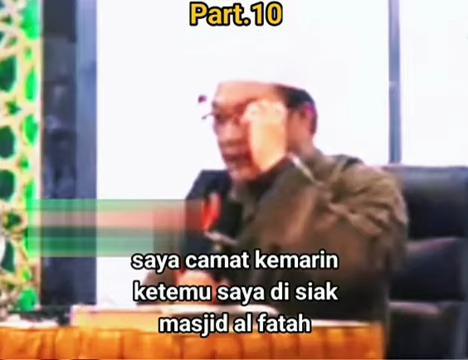 Part.10
saya camat kemarin
ketemu saya di siak
masjid al fatah